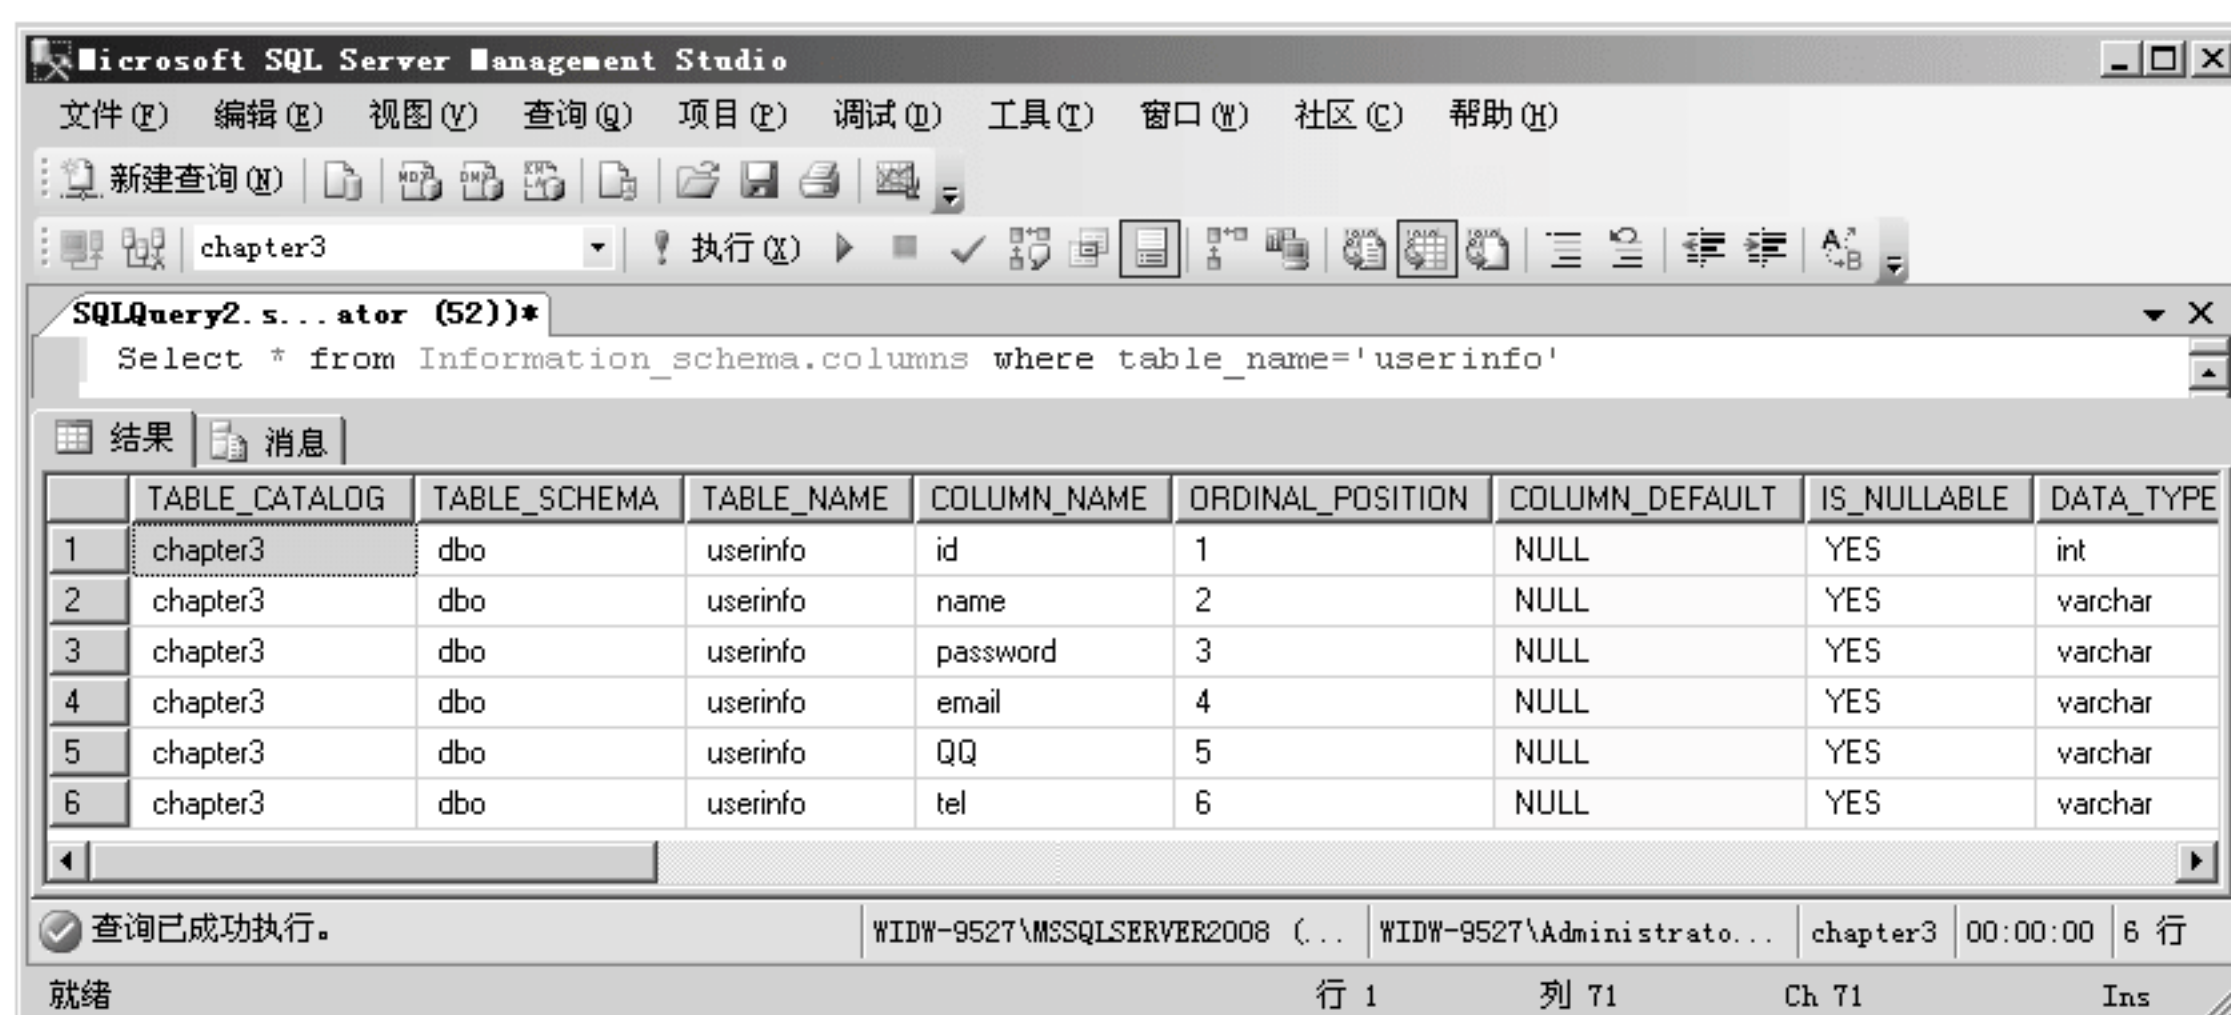 Microsoft SQL Server Management Studio
文件(F) 编辑(E) 视图(V) 查询(Q) 项目(P) 调试(D) 工具(T) 窗口(W) 社区(C) 帮助(H)
新建查询(N) MDX DMX
chapter3 执行(X)
SQLQuery2.s...ator (52))*
Select * from Information_schema.columns where table_name='userinfo'
结果 消息
TABLE_CATALOG TABLE_SCHEMA TABLE_NAME COLUMN_NAME ORDINAL_POSITION COLUMN_DEFAULT IS_NULLABLE DATA_TYPE
1 chapter3 dbo userinfo id 1 NULL YES int
2 chapter3 dbo userinfo name 2 NULL YES varchar
3 chapter3 dbo userinfo password 3 NULL YES varchar
4 chapter3 dbo userinfo email 4 NULL YES varchar
5 chapter3 dbo userinfo QQ 5 NULL YES varchar
6 chapter3 dbo userinfo tel 6 NULL YES varchar
查询已成功执行。 WIDW-9527\MSSQLSERVER2008 (... WIDW-9527\Administrato... chapter3 00:00:00 6 行
就绪 行 1 列 71 Ch 71 Ins